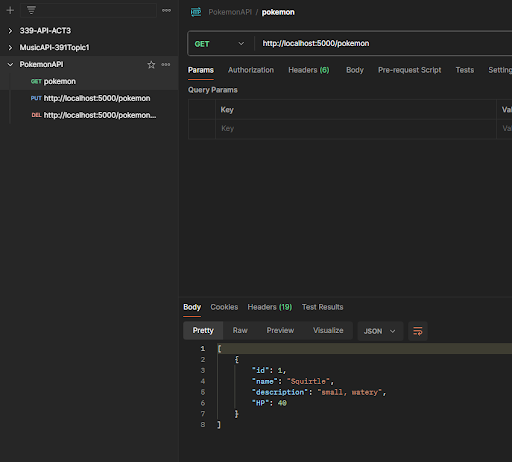 339-API-ACT3
MusicAPI-391Topic1
PokemonAPI
GET pokemon
PUT http://localhost:5000/pokemon
DEL http://localhost:5000/pokemon...
HTTP PokemonAPI / pokemon
GET http://localhost:5000/pokemon
Params Authorization Headers (6) Body Pre-request Script Tests Setting
Query Params
Key Val
Key Val
Body Cookies Headers (19) Test Results
Pretty Raw Preview Visualize JSON
1 [
2 {
3 "id": 1,
4 "name": "Squirtle",
5 "description": "small, watery",
6 "HP": 40
7 }
8 ]